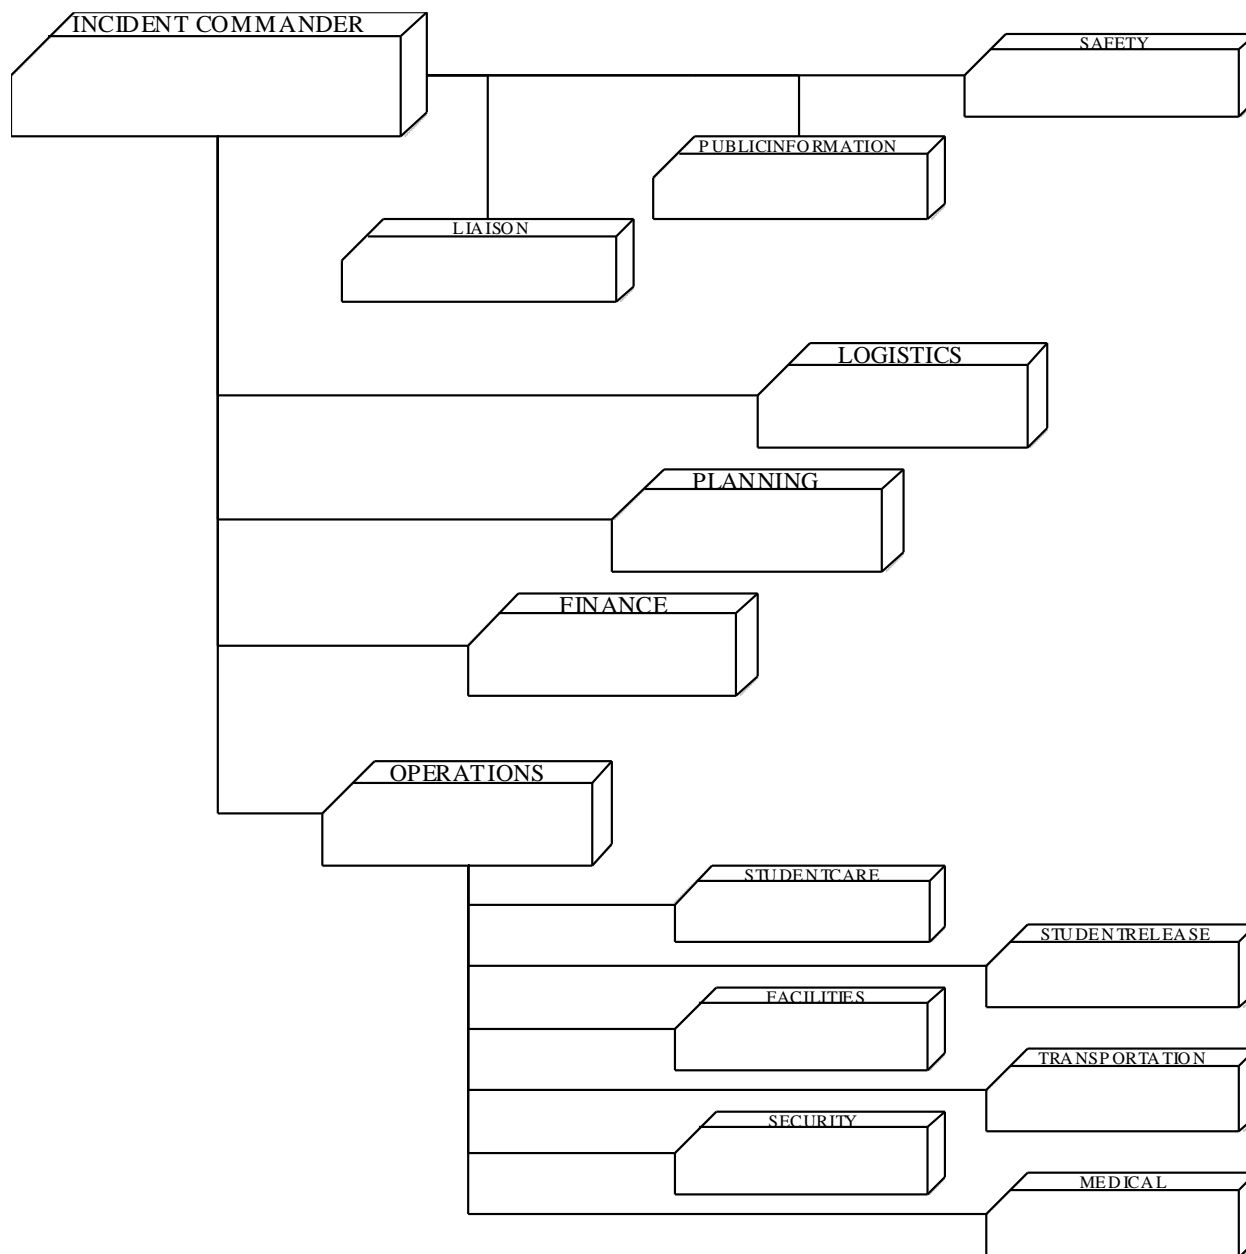 INCIDENT COMMANDER
SAFETY
PUBLICINFORMATION
LIAISON
LOGISTICS
PLANNING
FINANCE
OPERATIONS
STUDENTCARE
STUDENTRELEASE
FACILITIES
TRANSPORTATION
SECURITY
MEDICAL